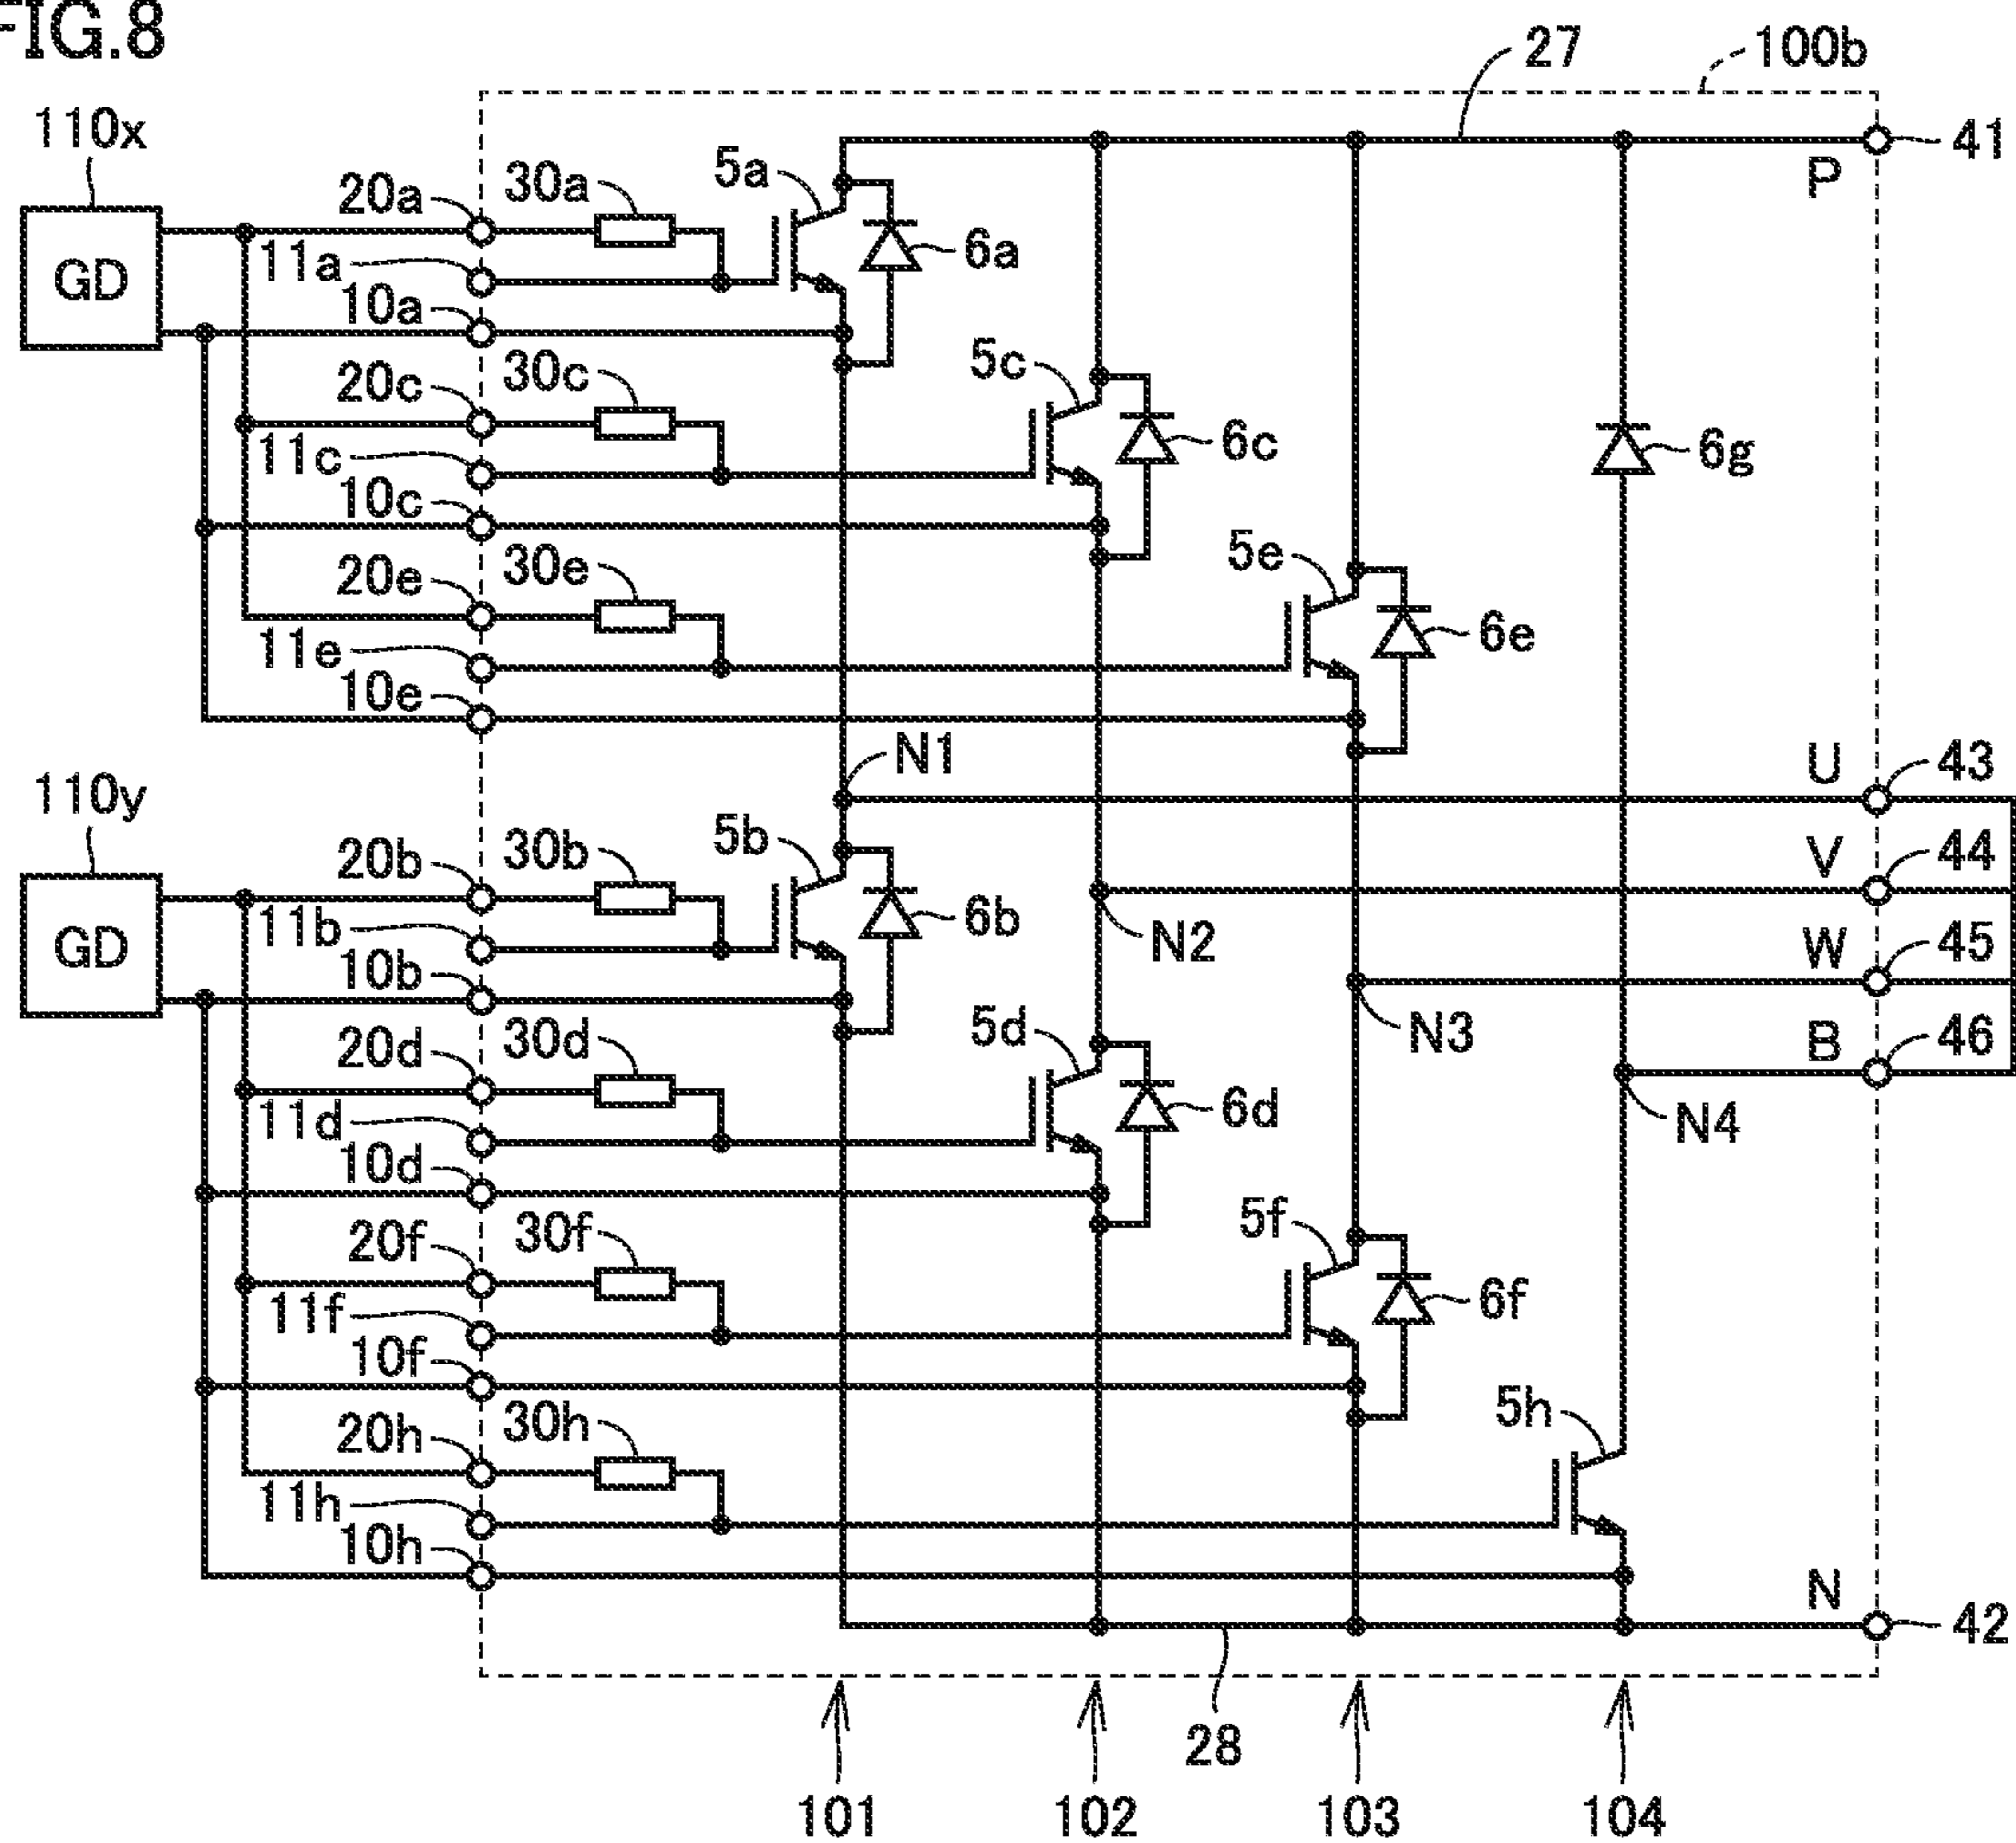 FIG.8
100b
27
110x
GD
20a
30a
5a
6a
11a
10a
41
P
20c
30c
5c
6c
11c
10c
6g
20e
30e
5e
6e
11e
10e
N1
U
43
110y
GD
20b
30b
5b
6b
11b
10b
V
44
N2
W
45
N3
20d
30d
5d
6d
11d
10d
B
46
N4
20f
30f
5f
6f
11f
10f
20h
30h
5h
11h
10h
N
42
28
101
102
103
104